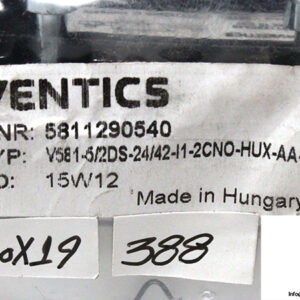 VENTICS
NR: 5811290540
YP: V581-5/2DS-24/42-I1-2CNO-HUX-AA-
D: 15W12
Made in Hungary
0X19 388